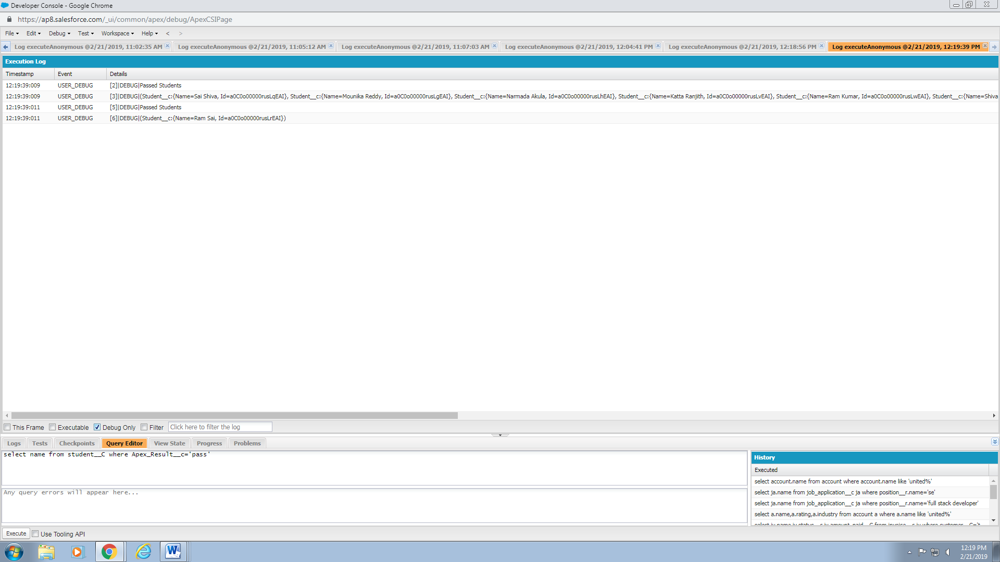 Developer Console - Google Chrome
https://ap8.salesforce.com/_ui/common/apex/debug/ApexCSIPage
File Edit Debug Test Workspace Help < >
Log executeAnonymous @2/21/2019, 11:02:35 AM Log executeAnonymous @2/21/2019, 11:05:12 AM Log executeAnonymous @2/21/2019, 11:07:03 AM Log executeAnonymous @2/21/2019, 12:04:41 PM Log executeAnonymous @2/21/2019, 12:18:56 PM Log executeAnonymous @2/21/2019, 12:19:39 PM
Execution Log
Timestamp Event Details
12:19:39:009 USER_DEBUG [2]|DEBUG|Passed Students
12:19:39:009 USER_DEBUG [3]|DEBUG|(Student__c:{Name=Sai Shiva, Id=a0C0o00000rusLqEAI}, Student__c:{Name=Mounika Reddy, Id=a0C0o00000rusLgEAI}, Student__c:{Name=Narmada Akula, Id=a0C0o00000rusLhEAI}, Student__c:{Name=Katta Ranjith, Id=a0C0o00000rusLvEAI}, Student__c:{Name=Ram Kumar, Id=a0C0o00000rusLwEAI}, Student__c:{Name=Shiva
12:19:39:011 USER_DEBUG [5]|DEBUG|Passed Students
12:19:39:011 USER_DEBUG [6]|DEBUG|(Student__c:{Name=Ram Sai, Id=a0C0o00000rusLrEAI})
This Frame Executable Debug Only Filter Click here to filter the log
Logs Tests Checkpoints Query Editor View State Progress Problems
select name from student__C where Apex_Result__c='pass'
Any query errors will appear here...
History
Executed
select account.name from account where account.name like 'united%'
select ja.name from job_application__c ja where position__r.name='se'
select ja.name from job_application__c ja where position__r.name='full stack developer'
select a.name,a.rating,a.industry from account a where a.name like 'united%'
select iv.name,iv.status__c,iv.amount_paid__C from invoice__c iv where customer__C='t
Execute Use Tooling API
12:19 PM
2/21/2019